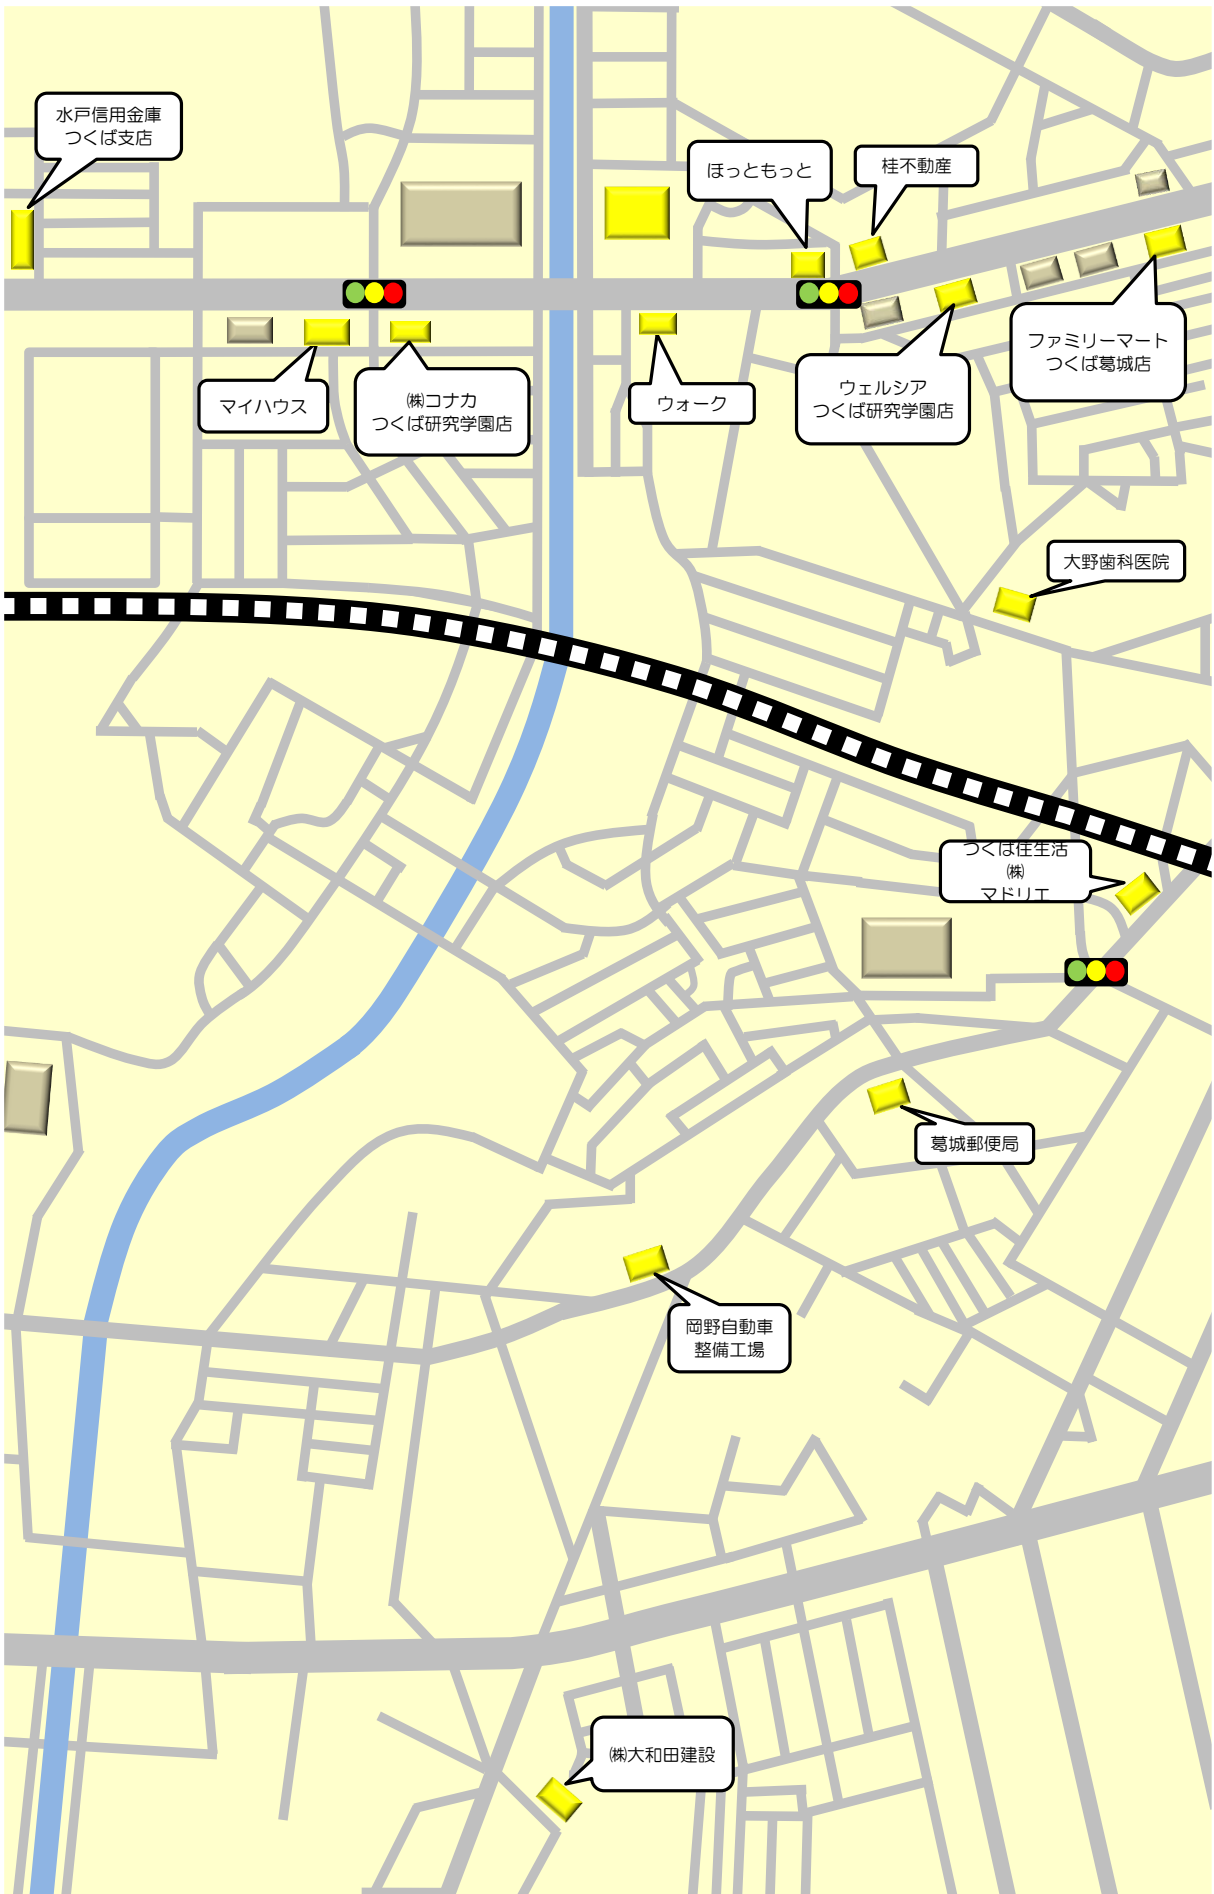 水戸信用金庫
つくば支店
ほっともっと
桂不動産
マイハウス
㈱コナカ
つくば研究学園店
ウォーク
ウェルシア
つくば研究学園店
ファミリーマート
つくば葛城店
大野歯科医院
つくば住生活
㈱
マドリエ
葛城郵便局
岡野自動車
整備工場
㈱大和田建設